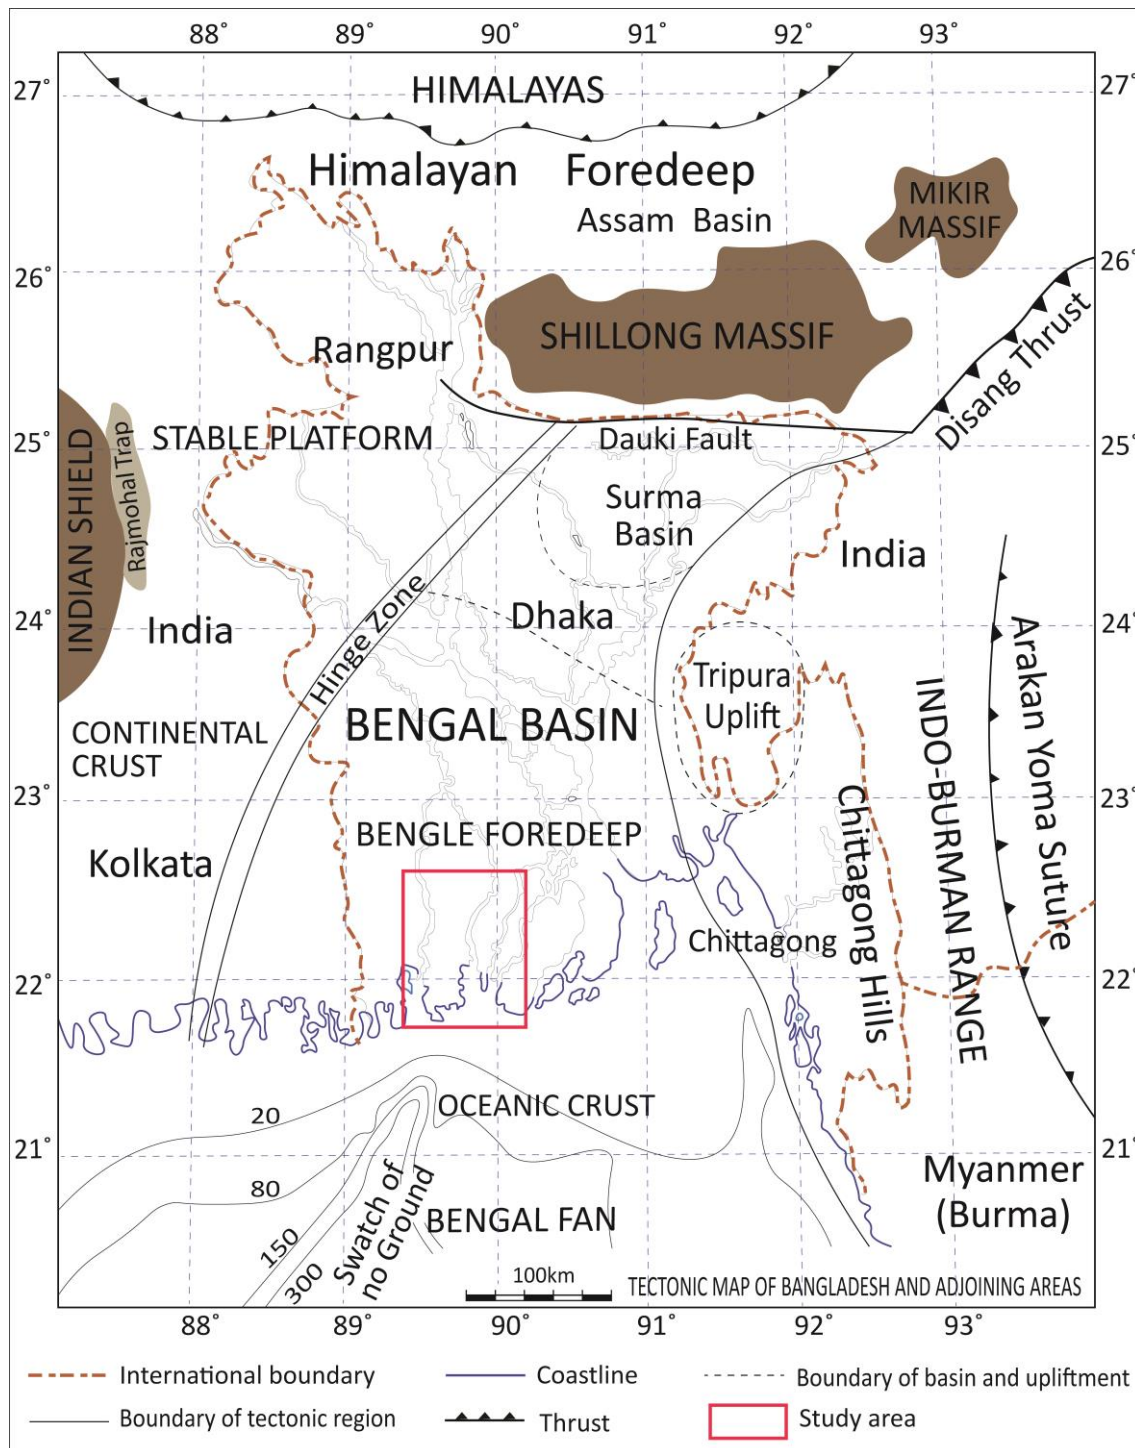 88° 89° 90° 91° 92° 93°
27° 27°
HIMALAYAS
Himalayan Foredeep
Assam Basin
MIKIR
MASSIF
26° 26°
SHILLONG MASSIF
Rangpur
Disang Thrust
STABLE PLATFORM
Dauki Fault
25° 25°
INDIAN SHIELD
Rajmohal Trap
Surma
Basin
India
Hinge Zone
Dhaka
24° 24°
India
Tripura
Uplift
Arakan Yoma Suture
INDO-BURMAN RANGE
BENGAL BASIN
CONTINENTAL
CRUST
23° 23°
BENGLE FOREDEEP
Chittagong Hills
Kolkata
Chittagong
22° 22°
OCEANIC CRUST
20
21° 21°
80
Swatch of
no Ground
BENGAL FAN
Myanmer
(Burma)
150
300
100km
TECTONIC MAP OF BANGLADESH AND ADJOINING AREAS
88° 89° 90° 91° 92° 93°
International boundary
Coastline
Boundary of basin and upliftment
Boundary of tectonic region
Thrust
Study area